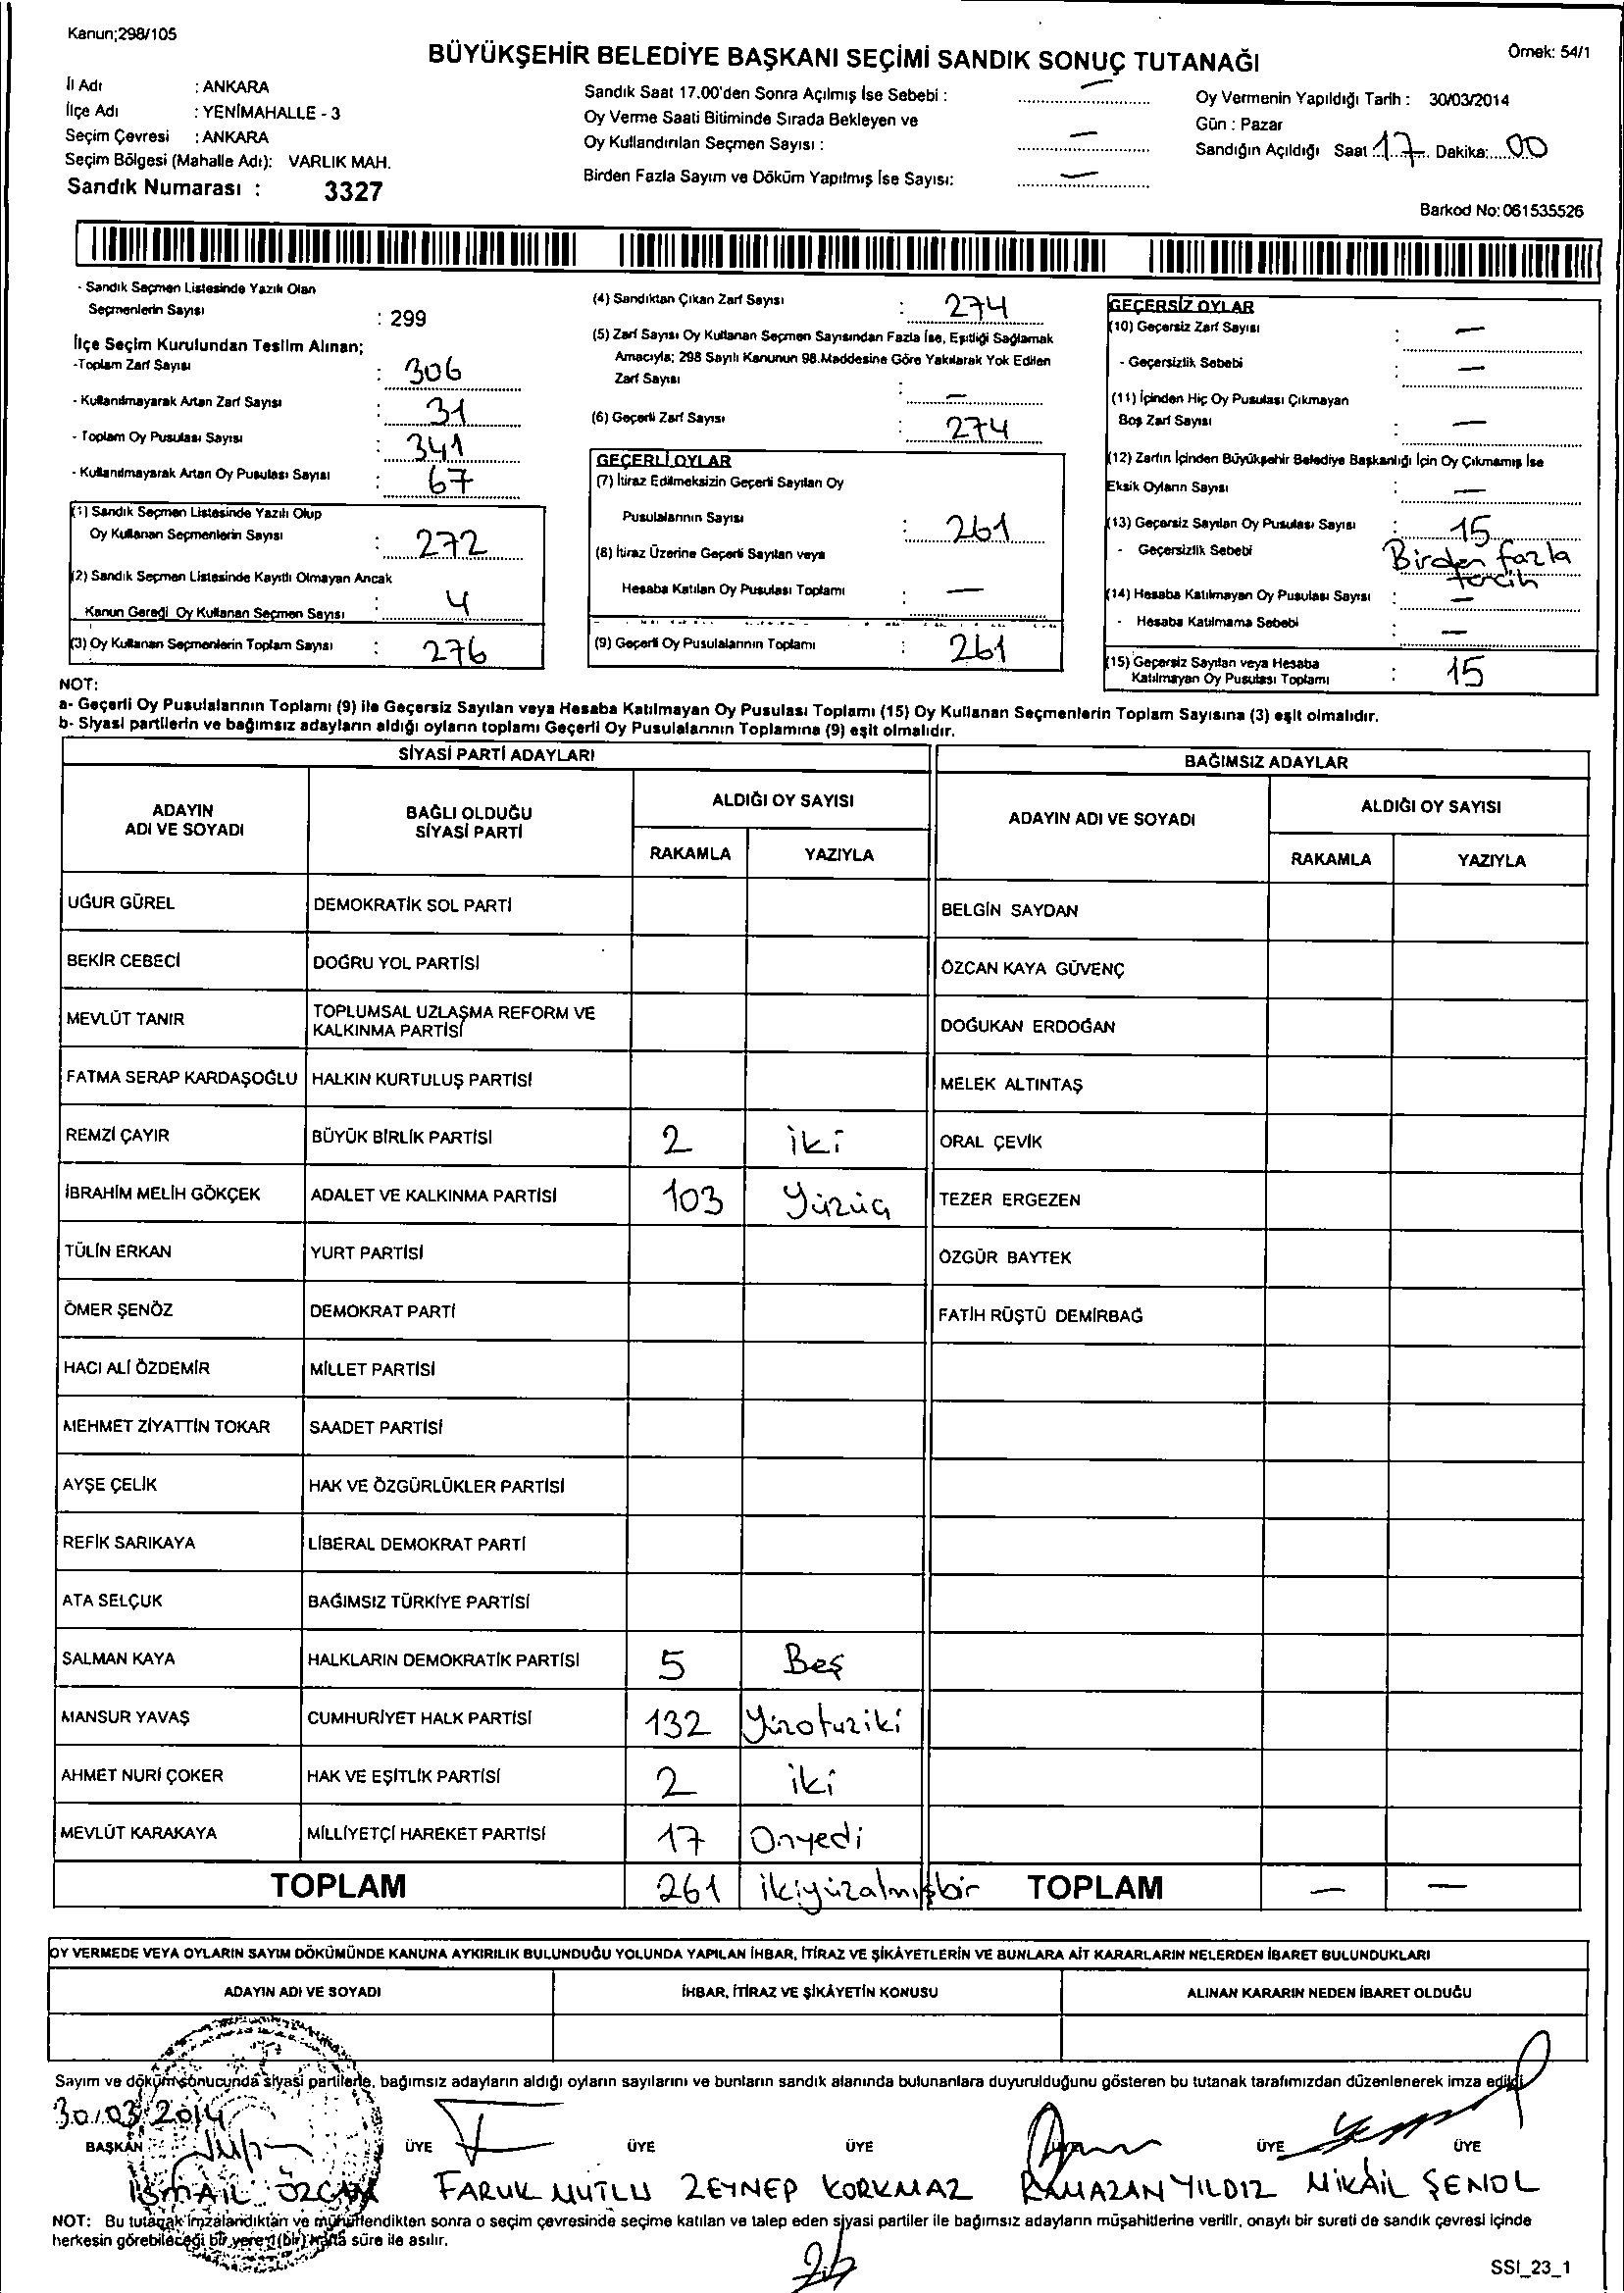 Kanun;298/105
BÜYÜKŞEHİR BELEDİYE BAŞKANI SEÇİMİ SANDIK SONUÇ TUTANAĞI
Örnek: 54/1
İl Adı : ANKARA
İlçe Adı : YENİMAHALLE - 3
Seçim Çevresi : ANKARA
Seçim Bölgesi (Mahalle Adı): VARLIK MAH.
Sandık Numarası : 3327
Sandık Saat 17.00'den Sonra Açılmış İse Sebebi : —
Oy Verme Saati Bitiminde Sırada Bekleyen ve
Oy Kullandırılan Seçmen Sayısı : —
Birden Fazla Sayım ve Döküm Yapılmış İse Sayısı: —
Oy Vermenin Yapıldığı Tarih : 30/03/2014
Gün : Pazar
Sandığın Açıldığı Saat 17 Dakika: 00
Barkod No: 061535526
- Sandık Seçmen Listesinde Yazılı Olan
Seçmenlerin Sayısı : 299
İlçe Seçim Kurulundan Teslim Alınan;
-Toplam Zarf Sayısı : 306
- Kullanılmayarak Artan Zarf Sayısı : 31
- Toplam Oy Pusulası Sayısı : 341
- Kullanılmayarak Artan Oy Pusulası Sayısı : 67
(1) Sandık Seçmen Listesinde Yazılı Olup
Oy Kullanan Seçmenlerin Sayısı : 272
(2) Sandık Seçmen Listesinde Kayıtlı Olmayan Ancak
Kanun Gereği Oy Kullanan Seçmen Sayısı : 4
(3) Oy Kullanan Seçmenlerin Toplam Sayısı : 276
(4) Sandıktan Çıkan Zarf Sayısı : 274
(5) Zarf Sayısı Oy Kullanan Seçmen Sayısından Fazla İse, Eşitliği Sağlamak
Amacıyla; 298 Sayılı Kanunun 98.Maddesine Göre Yakılarak Yok Edilen
Zarf Sayısı : —
(6) Geçerli Zarf Sayısı : 274
GEÇERLİ OYLAR
(7) İtiraz Edilmeksizin Geçerli Sayılan Oy
Pusulalarının Sayısı : 261
(8) İtiraz Üzerine Geçerli Sayılan veya
Hesaba Katılan Oy Pusulası Toplamı : —
(9) Geçerli Oy Pusulalarının Toplamı : 261
GEÇERSİZ OYLAR
(10) Geçersiz Zarf Sayısı : —
- Geçersizlik Sebebi : —
(11) İçinden Hiç Oy Pusulası Çıkmayan
Boş Zarf Sayısı : —
(12) Zarfın İçinden Büyükşehir Belediye Başkanlığı İçin Oy Çıkmamış İse
Eksik Oyların Sayısı : —
(13) Geçersiz Sayılan Oy Pusulası Sayısı : 15
- Geçersizlik Sebebi : Birden fazla
tercih
(14) Hesaba Katılmayan Oy Pusulası Sayısı : —
- Hesaba Katılmama Sebebi : —
(15) Geçersiz Sayılan veya Hesaba
Katılmayan Oy Pusulası Toplamı : 15
NOT:
a- Geçerli Oy Pusulalarının Toplamı (9) ile Geçersiz Sayılan veya Hesaba Katılmayan Oy Pusulası Toplamı (15) Oy Kullanan Seçmenlerin Toplam Sayısına (3) eşit olmalıdır.
b- Siyasi partilerin ve bağımsız adayların aldığı oyların toplamı Geçerli Oy Pusulalarının Toplamına (9) eşit olmalıdır.
SİYASİ PARTİ ADAYLARI
BAĞIMSIZ ADAYLAR
ADAYIN
ADI VE SOYADI
BAĞLI OLDUĞU
SİYASİ PARTİ
ALDIĞI OY SAYISI
RAKAMLA YAZIYLA
ADAYIN ADI VE SOYADI
ALDIĞI OY SAYISI
RAKAMLA YAZIYLA
UĞUR GÜREL DEMOKRATİK SOL PARTİ BELGİN SAYDAN
BEKİR CEBECİ DOĞRU YOL PARTİSİ ÖZCAN KAYA GÜVENÇ
MEVLÜT TANIR TOPLUMSAL UZLAŞMA REFORM VE
KALKINMA PARTİSİ DOĞUKAN ERDOĞAN
FATMA SERAP KARDAŞOĞLU HALKIN KURTULUŞ PARTİSİ MELEK ALTINTAŞ
REMZİ ÇAYIR BÜYÜK BİRLİK PARTİSİ 2 iki ORAL ÇEVİK
İBRAHİM MELİH GÖKÇEK ADALET VE KALKINMA PARTİSİ 103 Yüzüç TEZER ERGEZEN
TÜLİN ERKAN YURT PARTİSİ ÖZGÜR BAYTEK
ÖMER ŞENÖZ DEMOKRAT PARTİ FATİH RÜŞTÜ DEMİRBAĞ
HACI ALİ ÖZDEMİR MİLLET PARTİSİ
MEHMET ZİYATTİN TOKAR SAADET PARTİSİ
AYŞE ÇELİK HAK VE ÖZGÜRLÜKLER PARTİSİ
REFİK SARIKAYA LİBERAL DEMOKRAT PARTİ
ATA SELÇUK BAĞIMSIZ TÜRKİYE PARTİSİ
SALMAN KAYA HALKLARIN DEMOKRATİK PARTİSİ 5 Beş
MANSUR YAVAŞ CUMHURİYET HALK PARTİSİ 132 Yüzotuziki
AHMET NURİ ÇOKER HAK VE EŞİTLİK PARTİSİ 2 iki
MEVLÜT KARAKAYA MİLLİYETÇİ HAREKET PARTİSİ 17 Onyedi
TOPLAM 261 ikiyüzalmışbir TOPLAM — —
OY VERMEDE VEYA OYLARIN SAYIM DÖKÜMÜNDE KANUNA AYKIRILIK BULUNDUĞU YOLUNDA YAPILAN İHBAR, İTİRAZ VE ŞİKÂYETLERİN VE BUNLARA AİT KARARLARIN NELERDEN İBARET BULUNDUKLARI
ADAYIN ADI VE SOYADI İHBAR, İTİRAZ VE ŞİKÂYETİN KONUSU ALINAN KARARIN NEDEN İBARET OLDUĞU
Sayım ve döküm sonucunda siyasi partilerle, bağımsız adayların aldığı oyların sayılarını ve bunların sandık alanında bulunanlara duyurulduğunu gösteren bu tutanak tarafımızdan düzenlenerek imza edildi
30/03/2014
BAŞKAN ÜYE ÜYE ÜYE ÜYE ÜYE ÜYE
İSMAİL ÖZCAN FARUK MUTLU ZEYNEP KORKMAZ RAMAZAN YILDIZ MİKAİL ŞENOL
NOT: Bu tutanak imzalandıktan ve mühürlendikten sonra o seçim çevresinde seçime katılan ve talep eden siyasi partiler ile bağımsız adayların müşahitlerine verilir, onaylı bir sureti de sandık çevresi içinde
herkesin görebileceği bir yere 1(bir) hafta süre ile asılır.
SSI_23_1